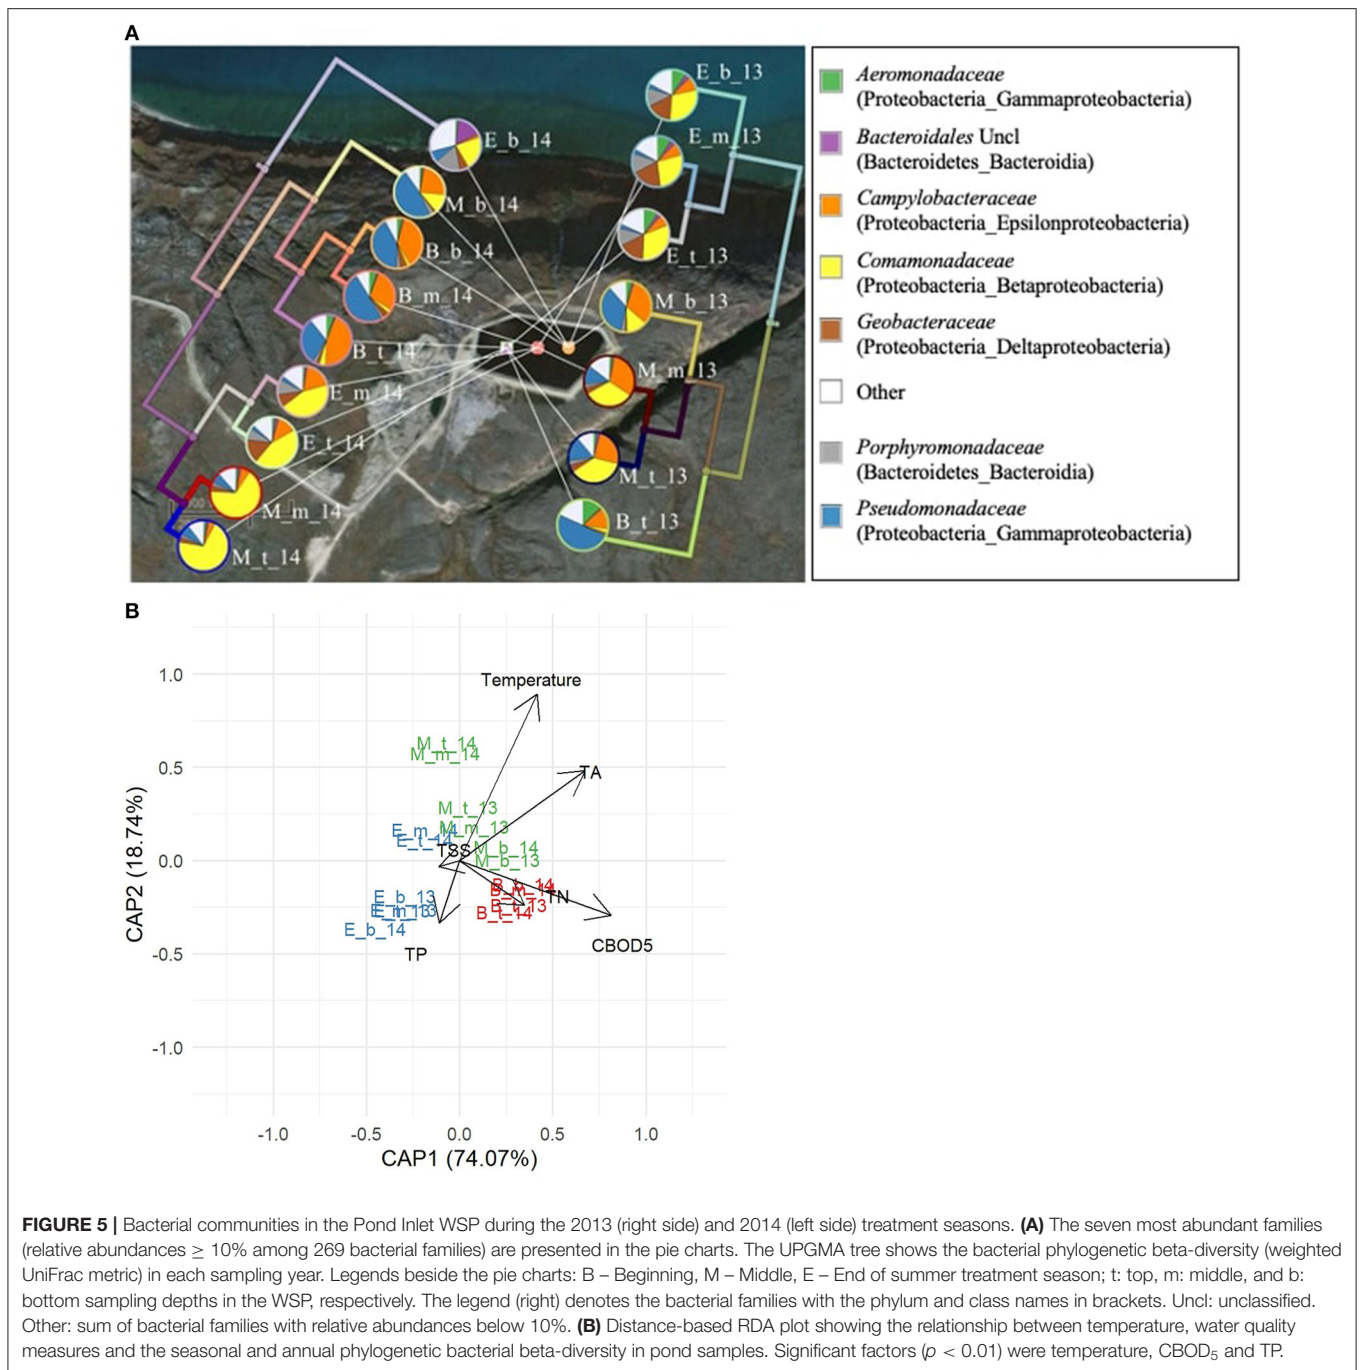 A
E_b_13
E_m_13
E_b_14
M_b_14
E_t_13
B_b_14
B_m_14
M_b_13
B_t_14
M_m_13
E_m_14
E_t_14
M_t_13
M_m_14
B_t_13
M_t_14
Aeromonadaceae
(Proteobacteria_Gammaproteobacteria)
Bacteroidales Uncl
(Bacteroidetes_Bacteroidia)
Campylobacteraceae
(Proteobacteria_Epsilonproteobacteria)
Comamonadaceae
(Proteobacteria_Betaproteobacteria)
Geobacteraceae
(Proteobacteria_Deltaproteobacteria)
Other
Porphyromonadaceae
(Bacteroidetes_Bacteroidia)
Pseudomonadaceae
(Proteobacteria_Gammaproteobacteria)
B
1.0
0.5
0.0
-0.5
-1.0
CAP2 (18.74%)
Temperature
M_t_14
M_m_14
TA
M_t_13
M_m_13
E_m_14
E_t_14
TSS
M_b_14
M_b_13
B_b_14
TN
E_b_13
B_t_14
E_b_14
CBOD5
TP
-1.0 -0.5 0.0 0.5 1.0
CAP1 (74.07%)
FIGURE 5 | Bacterial communities in the Pond Inlet WSP during the 2013 (right side) and 2014 (left side) treatment seasons. (A) The seven most abundant families
(relative abundances ≥ 10% among 269 bacterial families) are presented in the pie charts. The UPGMA tree shows the bacterial phylogenetic beta-diversity (weighted
UniFrac metric) in each sampling year. Legends beside the pie charts: B – Beginning, M – Middle, E – End of summer treatment season; t: top, m: middle, and b:
bottom sampling depths in the WSP, respectively. The legend (right) denotes the bacterial families with the phylum and class names in brackets. Uncl: unclassified.
Other: sum of bacterial families with relative abundances below 10%. (B) Distance-based RDA plot showing the relationship between temperature, water quality
measures and the seasonal and annual phylogenetic bacterial beta-diversity in pond samples. Significant factors (p < 0.01) were temperature, CBOD₅ and TP.